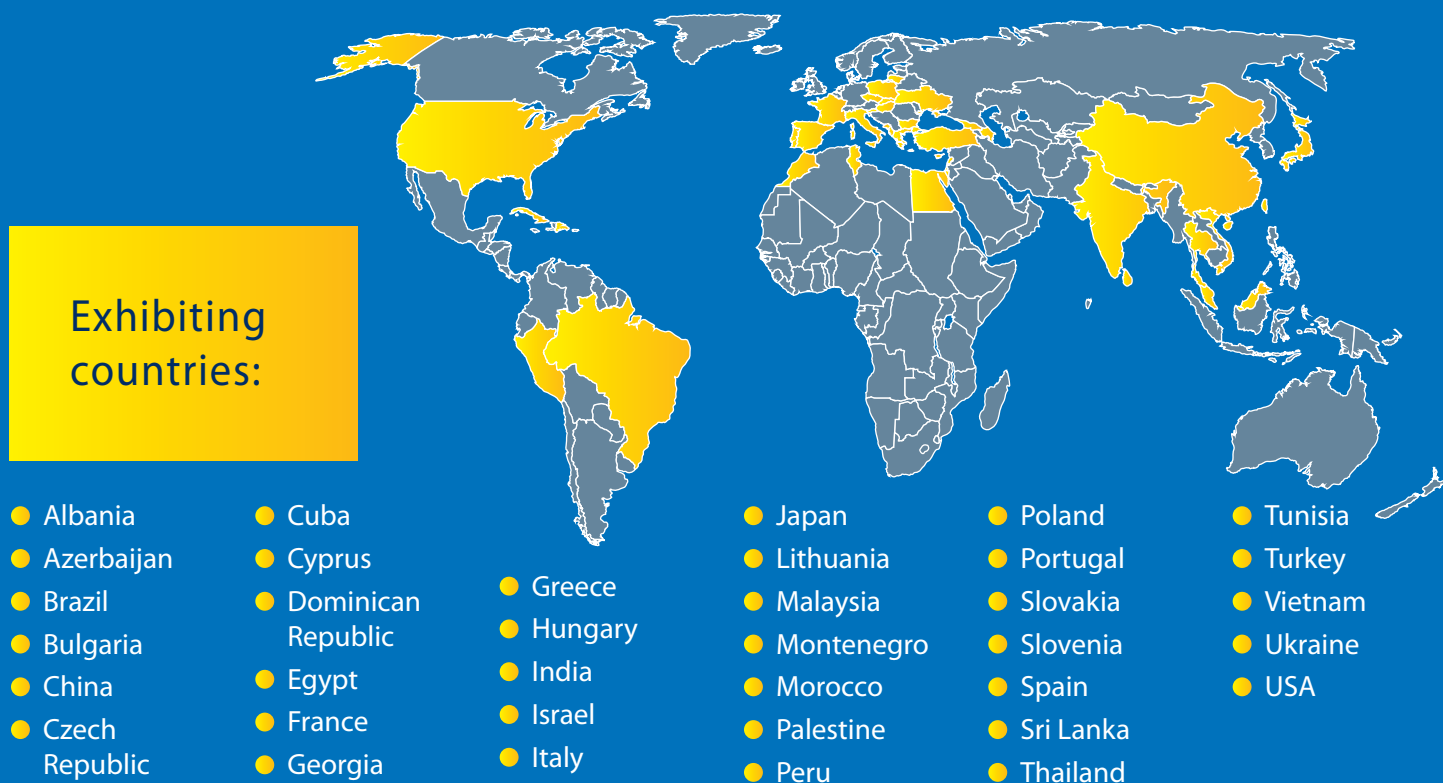 Exhibiting
countries:
Albania
Azerbaijan
Brazil
Bulgaria
China
Czech
Republic
Cuba
Cyprus
Dominican
Republic
Egypt
France
Georgia
Greece
Hungary
India
Israel
Italy
Japan
Lithuania
Malaysia
Montenegro
Morocco
Palestine
Peru
Poland
Portugal
Slovakia
Slovenia
Spain
Sri Lanka
Thailand
Tunisia
Turkey
Vietnam
Ukraine
USA